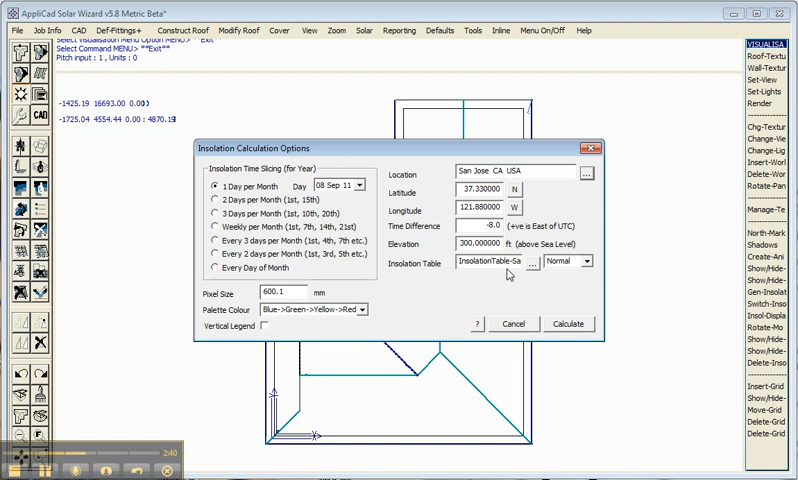 AppliCad Solar Wizard v5.8 Metric Beta*
File Job Info CAD Def-Fittings+ Construct Roof Modify Roof Cover View Zoom Solar Reporting Defaults Tools Inline Menu On/Off Help
Select Visualisation Menu Option MENU> **Exit*
Select Command MENU> **Exit*
Pitch input : 1 , Units : 0
-1425.19 16693.00 0.00
-1725.04 4554.44 0.00 : 4870.19
CAD
Insolation Calculation Options
Insolation Time Slicing (for Year)
1 Day per Month Day 08 Sep 11
2 Days per Month (1st, 15th)
3 Days per Month (1st, 10th, 20th)
Weekly per Month (1st, 7th, 14th, 21st)
Every 3 days per Month (1st, 4th, 7th etc.)
Every 2 days per Month (1st, 3rd, 5th etc.)
Every Day of Month
Pixel Size 600.1 mm
Palette Colour Blue->Green->Yellow->Red
Vertical Legend
Location San Jose CA USA ...
Latitude 37.330000 N
Longitude 121.880000 W
Time Difference -8.0 (+ve is East of UTC)
Elevation 300.000000 ft (above Sea Level)
Insolation Table InsolationTable-Sa ... Normal
? Cancel Calculate
VISUALISA
Roof-Textu
Wall-Textur
Set-View
Set-Lights
Render
Chg-Textur
Change-Vi
Change-Lig
Insert-Worl
Delete-Wor
Rotate-Pan
Manage-Te
North-Mark
Shadows
Create-Ani
Show/Hide-
Show/Hide-
Gen-Insolat
Switch-Inso
Insol-Displa
Rotate-Mo
Show/Hide-
Show/Hide-
Delete-Inso
Insert-Grid
Show/Hide-
Move-Grid
Delete-Grid
Delete-Grid
X
2:40